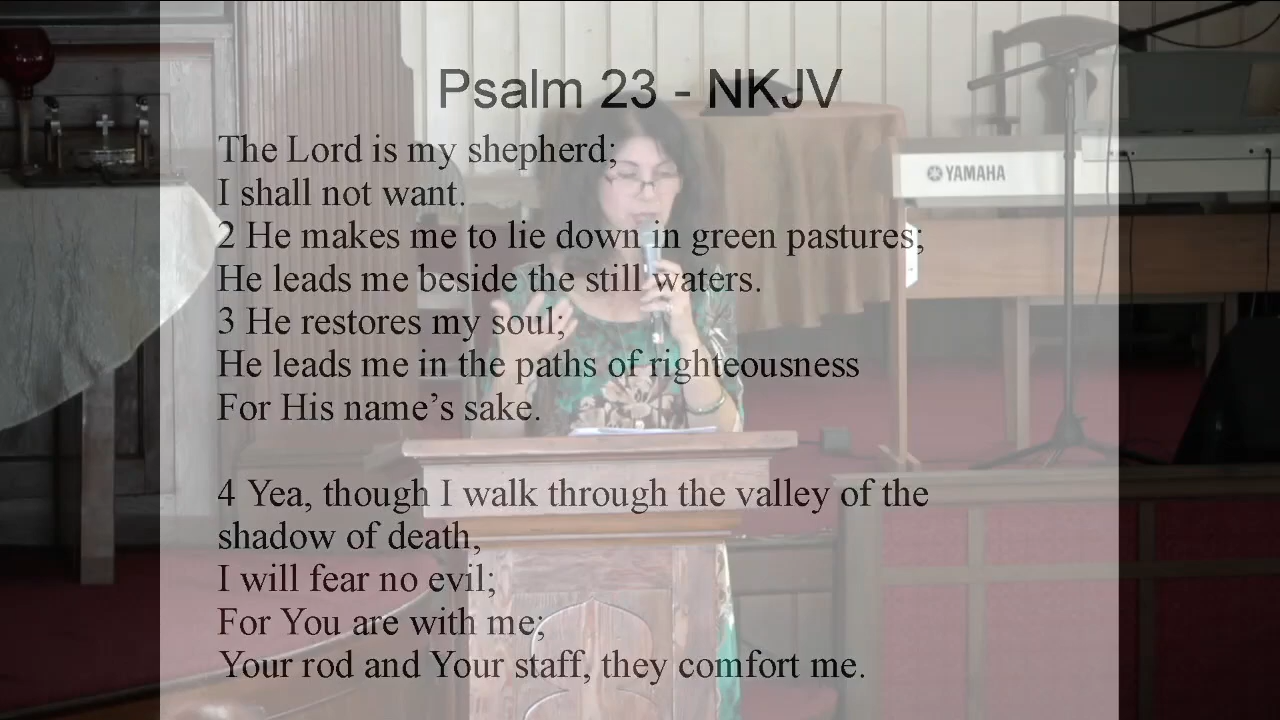 Psalm 23 - NKJV
The Lord is my shepherd;
I shall not want.
2 He makes me to lie down in green pastures;
He leads me beside the still waters.
3 He restores my soul;
He leads me in the paths of righteousness
For His name’s sake.
4 Yea, though I walk through the valley of the
shadow of death,
I will fear no evil;
For You are with me;
Your rod and Your staff, they comfort me.
YAMAHA